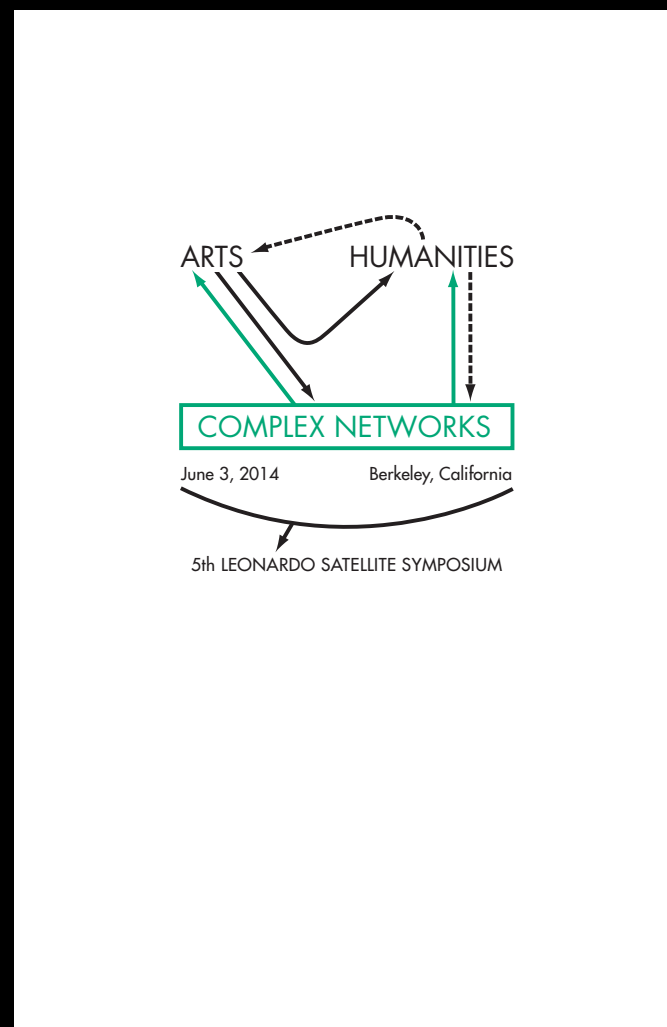 ARTS HUMANITIES
COMPLEX NETWORKS
June 3, 2014 Berkeley, California
5th LEONARDO SATELLITE SYMPOSIUM